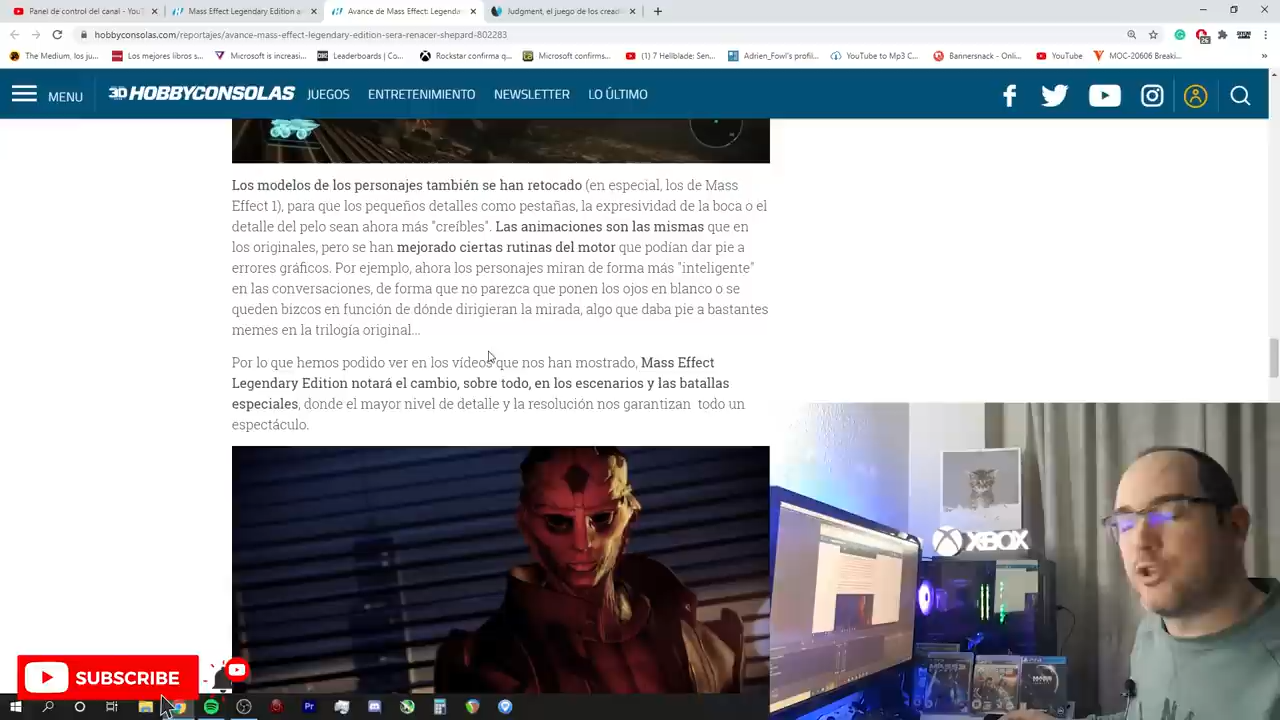 Panel de control del canal - YouT
Mass Effect Legendary Edition a
Avance de Mass Effect: Legenda
Judgment, el juego de los cread
hobbyconsolas.com/reportajes/avance-mass-effect-legendary-edition-sera-renacer-shepard-802283
The Medium, los ju...
Los mejores libros s...
Microsoft is increasi...
Leaderboards | Co...
Rockstar confirma q...
Microsoft confirms...
(1) 7 Hellblade: Sen...
Adrien_Fowl's profil...
YouTube to Mp3 C...
Bannersnack - Onli...
YouTube
MOC-20606 Breaki...
MENU
HOBBYCONSOLAS
JUEGOS
ENTRETENIMIENTO
NEWSLETTER
LO ÚLTIMO
Los modelos de los personajes también se han retocado (en especial, los de Mass
Effect 1), para que los pequeños detalles como pestañas, la expresividad de la boca o el
detalle del pelo sean ahora más "creíbles". Las animaciones son las mismas que en
los originales, pero se han mejorado ciertas rutinas del motor que podían dar pie a
errores gráficos. Por ejemplo, ahora los personajes miran de forma más "inteligente"
en las conversaciones, de forma que no parezca que ponen los ojos en blanco o se
queden bizcos en función de dónde dirigieran la mirada, algo que daba pie a bastantes
memes en la trilogía original...
Por lo que hemos podido ver en los vídeos que nos han mostrado, Mass Effect
Legendary Edition notará el cambio, sobre todo, en los escenarios y las batallas
especiales, donde el mayor nivel de detalle y la resolución nos garantizan todo un
espectáculo.
XBOX
SUBSCRIBE